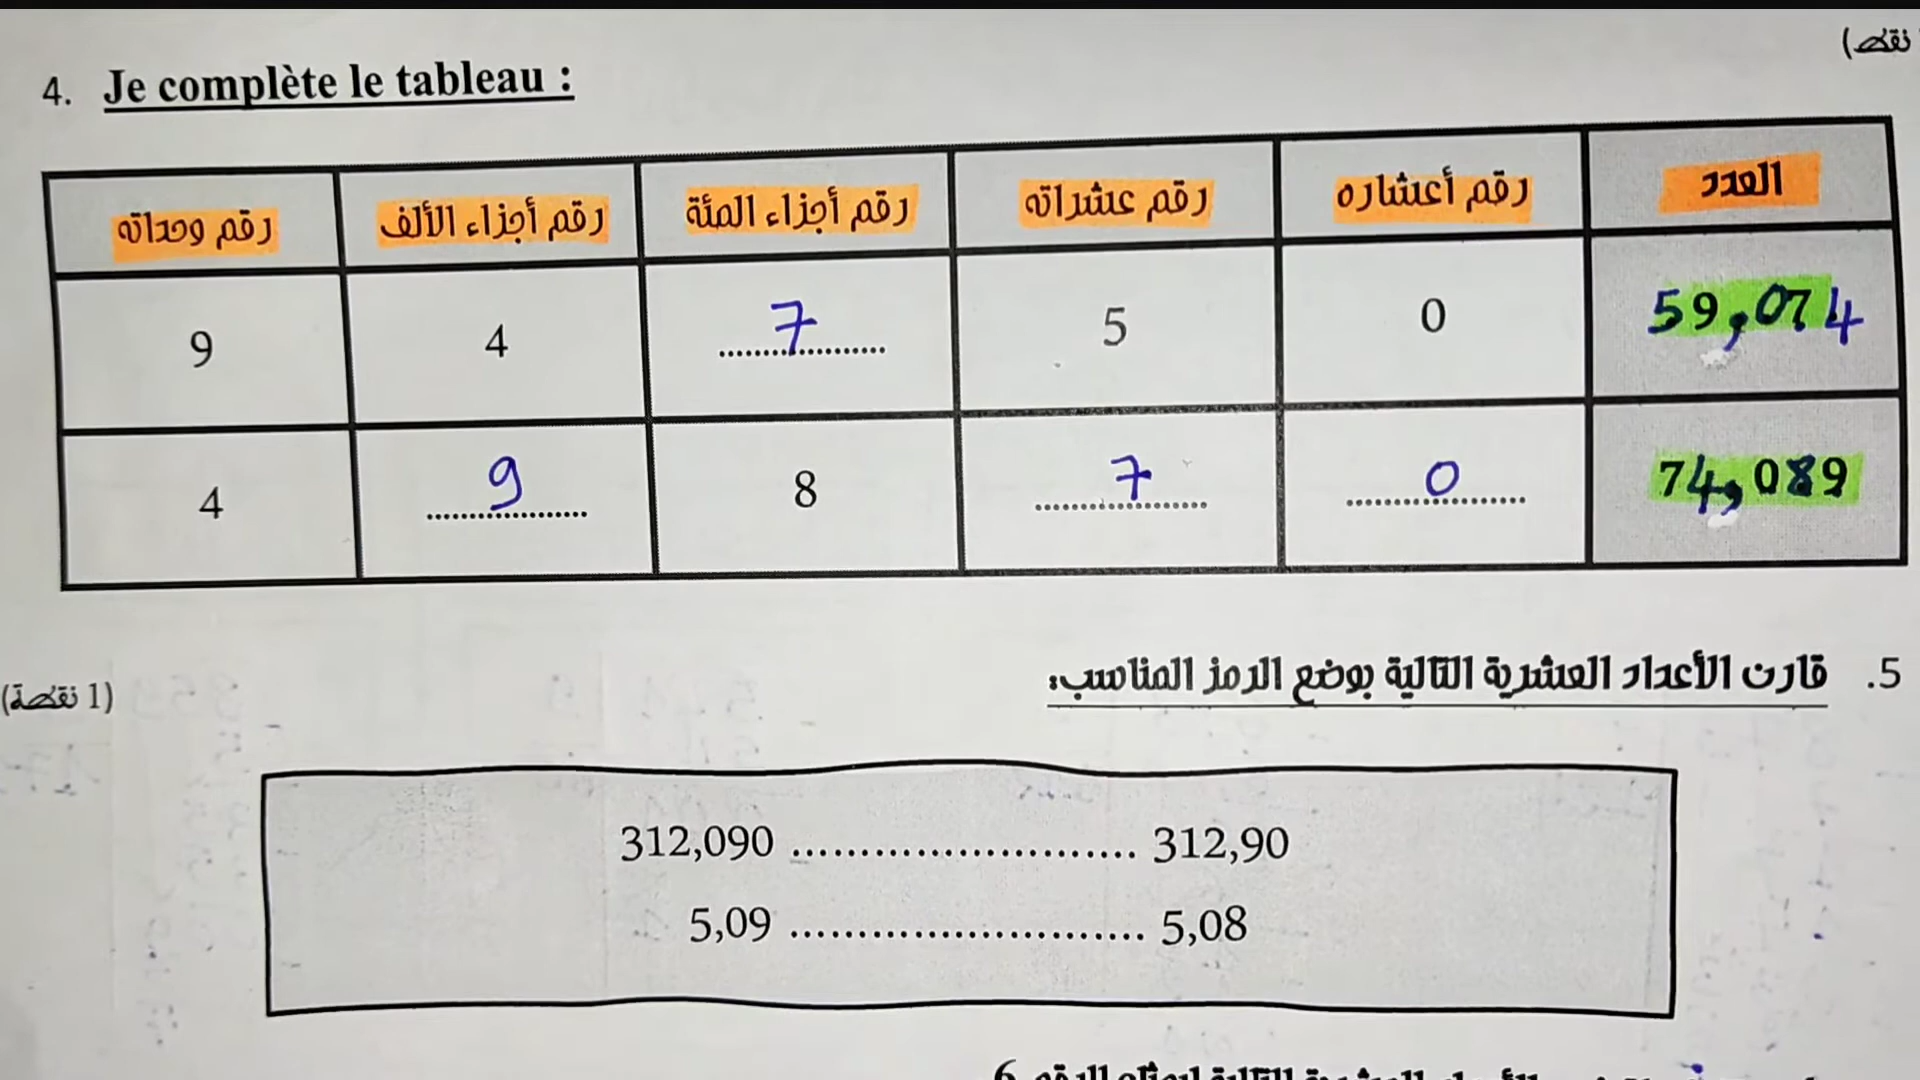 نقط)
4. Je complète le tableau :
العدد رقم أعشاره رقم عشراته رقم أجزاء المئة رقم أجزاء الألف رقم وحداته
59,074 0 5 7 4 9
74,089 0 7 8 9 4
5. قارن الأعداد العشرية التالية بوضع الرمز المناسب: (1 نقطة)
312,090 ......................... 312,90
5,09 .......................... 5,08